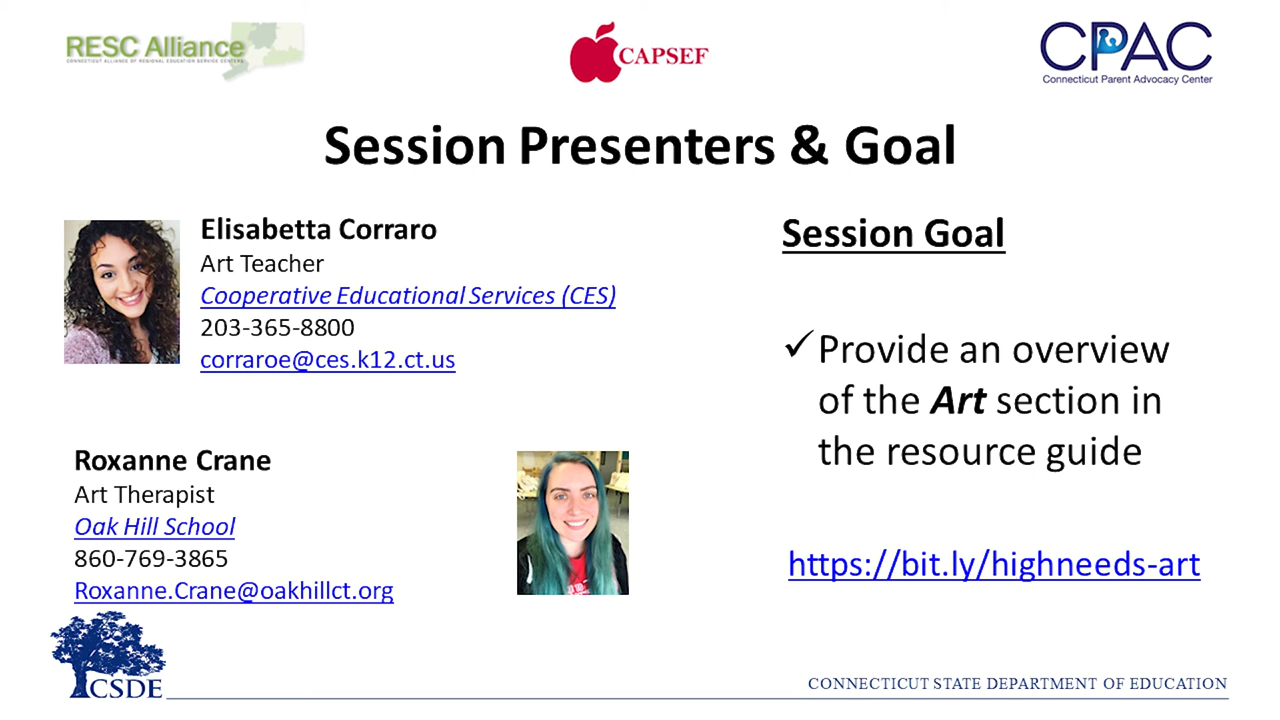 RESC Alliance
CONNECTICUT ALLIANCE OF REGIONAL EDUCATION SERVICE CENTERS
CAPSEF
CPAC
Connecticut Parent Advocacy Center
Session Presenters & Goal
Elisabetta Corraro
Art Teacher
Cooperative Educational Services (CES)
203-365-8800
corraroe@ces.k12.ct.us
Roxanne Crane
Art Therapist
Oak Hill School
860-769-3865
Roxanne.Crane@oakhillct.org
Session Goal
✓Provide an overview
of the Art section in
the resource guide
https://bit.ly/highneeds-art
CSDE
CONNECTICUT STATE DEPARTMENT OF EDUCATION